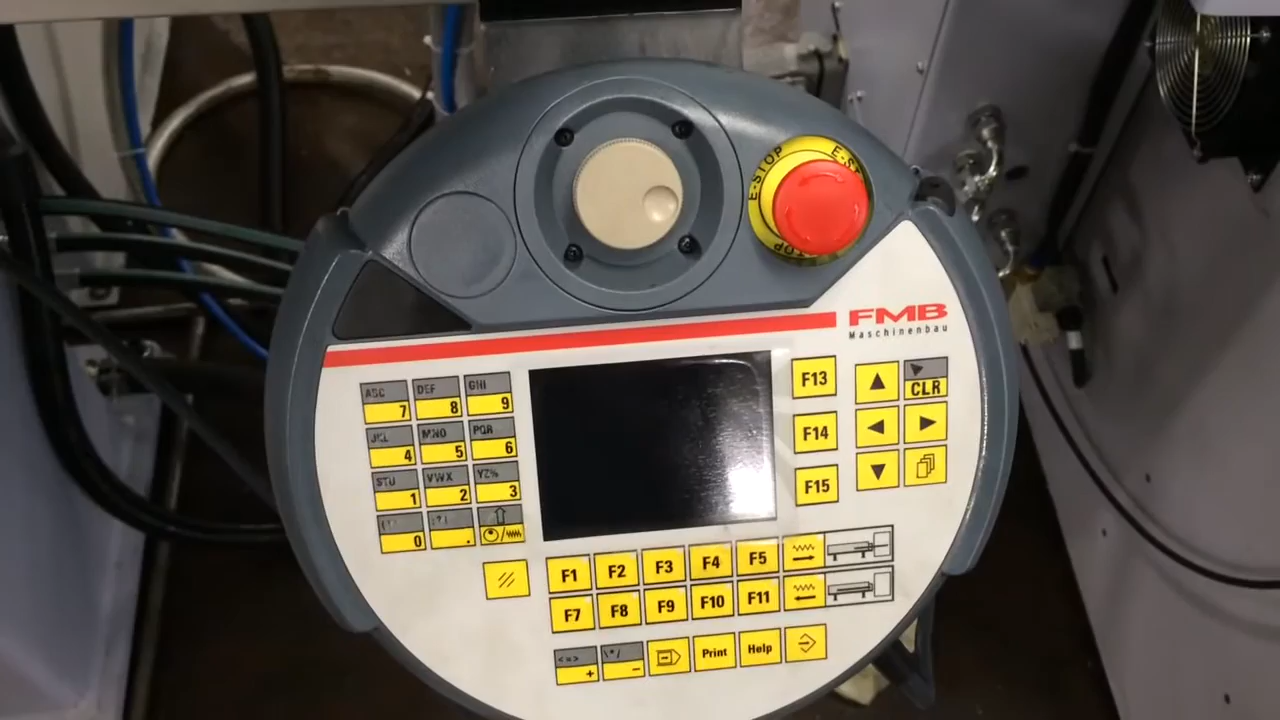 E-STOP
E-ST
STOP
FMB
Maschinenbau
ABC 7
DEF 8
GHI 9
F13
CLR
JKL 4
MNO 5
PQR 6
F14
STU 1
VWX 2
YZ% 3
F15
0
.
F1 F2 F3 F4 F5
F7 F8 F9 F10 F11
<=> +
\*/ -
Print
Help